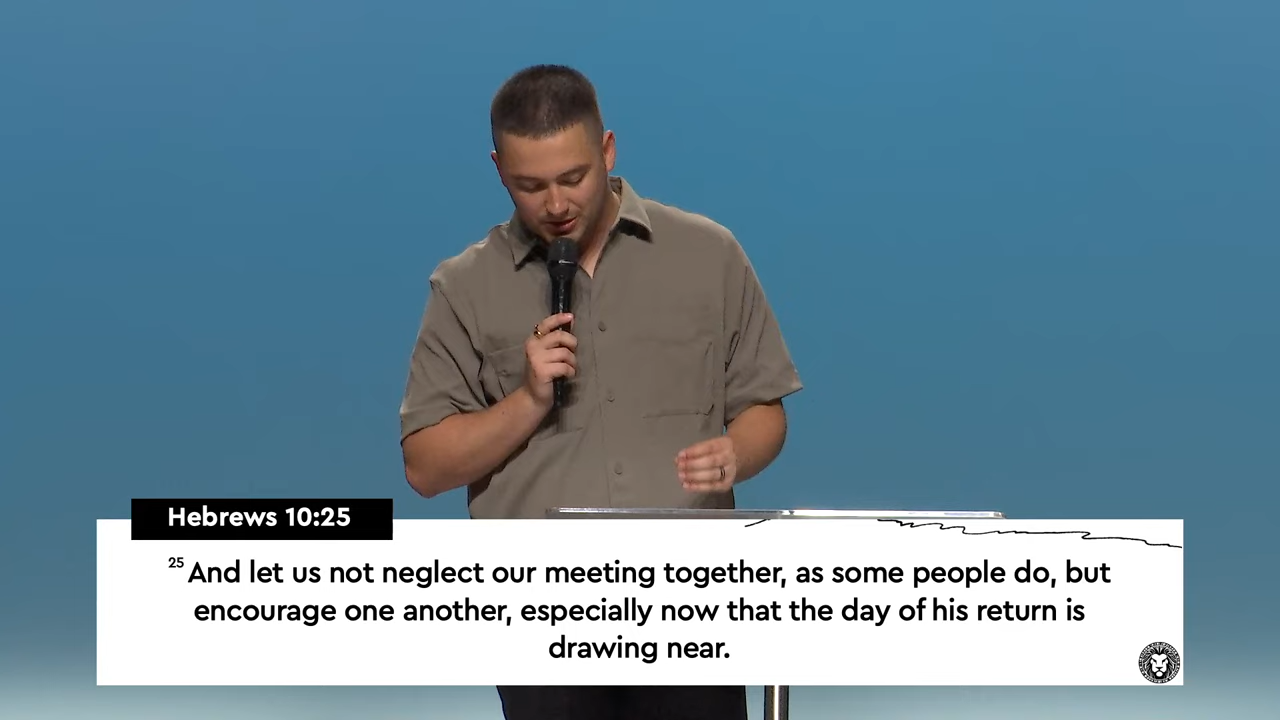 Hebrews 10:25
25 And let us not neglect our meeting together, as some people do, but
encourage one another, especially now that the day of his return is
drawing near.